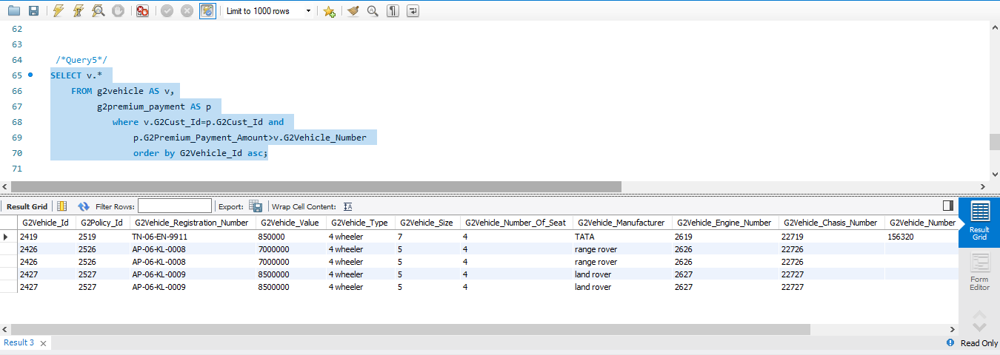 Limit to 1000 rows
62
63
64 /*Query5*/
65 SELECT v.*
66 FROM g2vehicle AS v,
67 g2premium_payment AS p
68 where v.G2Cust_Id=p.G2Cust_Id and
69 p.G2Premium_Payment_Amount>v.G2Vehicle_Number
70 order by G2Vehicle_Id asc;
71
Result Grid Filter Rows: Export: Wrap Cell Content: IA
G2Vehicle_Id G2Policy_Id G2Vehicle_Registration_Number G2Vehicle_Value G2Vehicle_Type G2Vehicle_Size G2Vehicle_Number_Of_Seat G2Vehicle_Manufacturer G2Vehicle_Engine_Number G2Vehicle_Chasis_Number G2Vehicle_Number
2419 2519 TN-06-EN-9911 850000 4 wheeler 7 4 TATA 2619 22719 156320
2426 2526 AP-06-KL-0008 7000000 4 wheeler 5 4 range rover 2626 22726
2426 2526 AP-06-KL-0008 7000000 4 wheeler 5 4 range rover 2626 22726
2427 2527 AP-06-KL-0009 8500000 4 wheeler 5 4 land rover 2627 22727
2427 2527 AP-06-KL-0009 8500000 4 wheeler 5 4 land rover 2627 22727
Result
Grid
Form
Editor
Result 3 Read Only